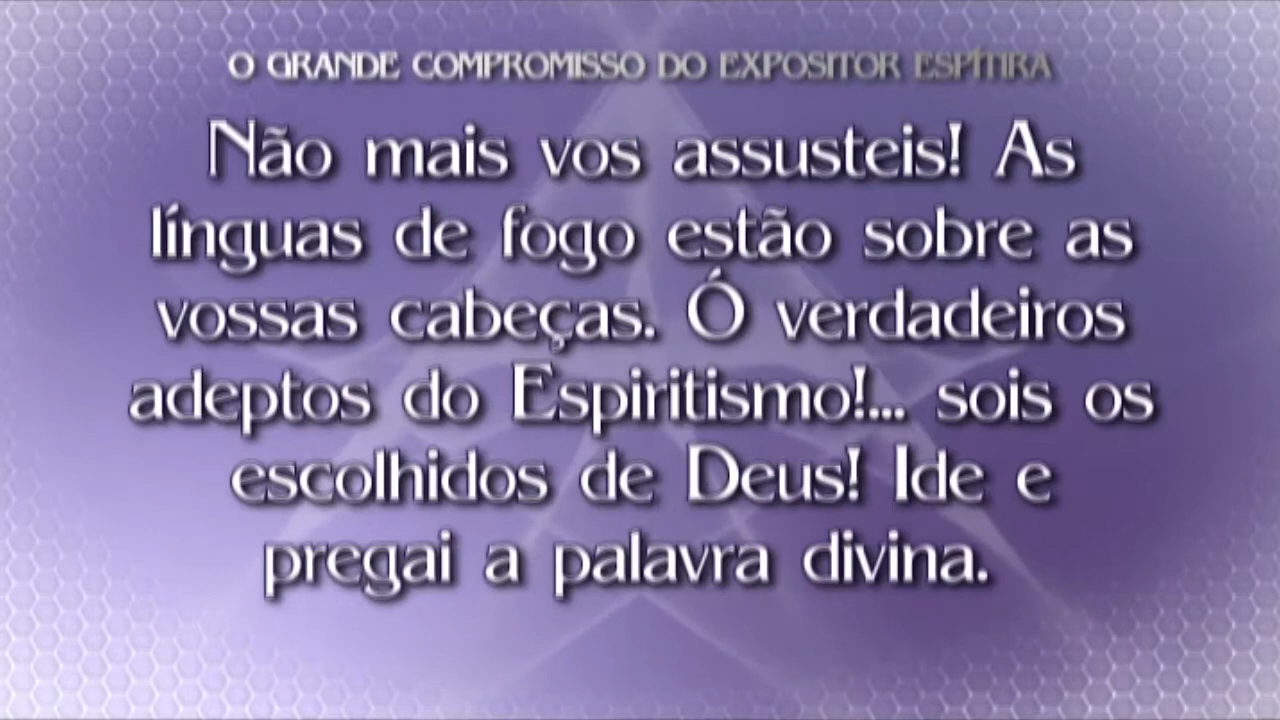 O GRANDE COMPROMISSO DO EXPOSITOR ESPÍTIRA
Não mais vos assusteis! As
línguas de fogo estão sobre as
vossas cabeças. Ó verdadeiros
adeptos do Espiritismo!... sois os
escolhidos de Deus! Ide e
pregai a palavra divina.